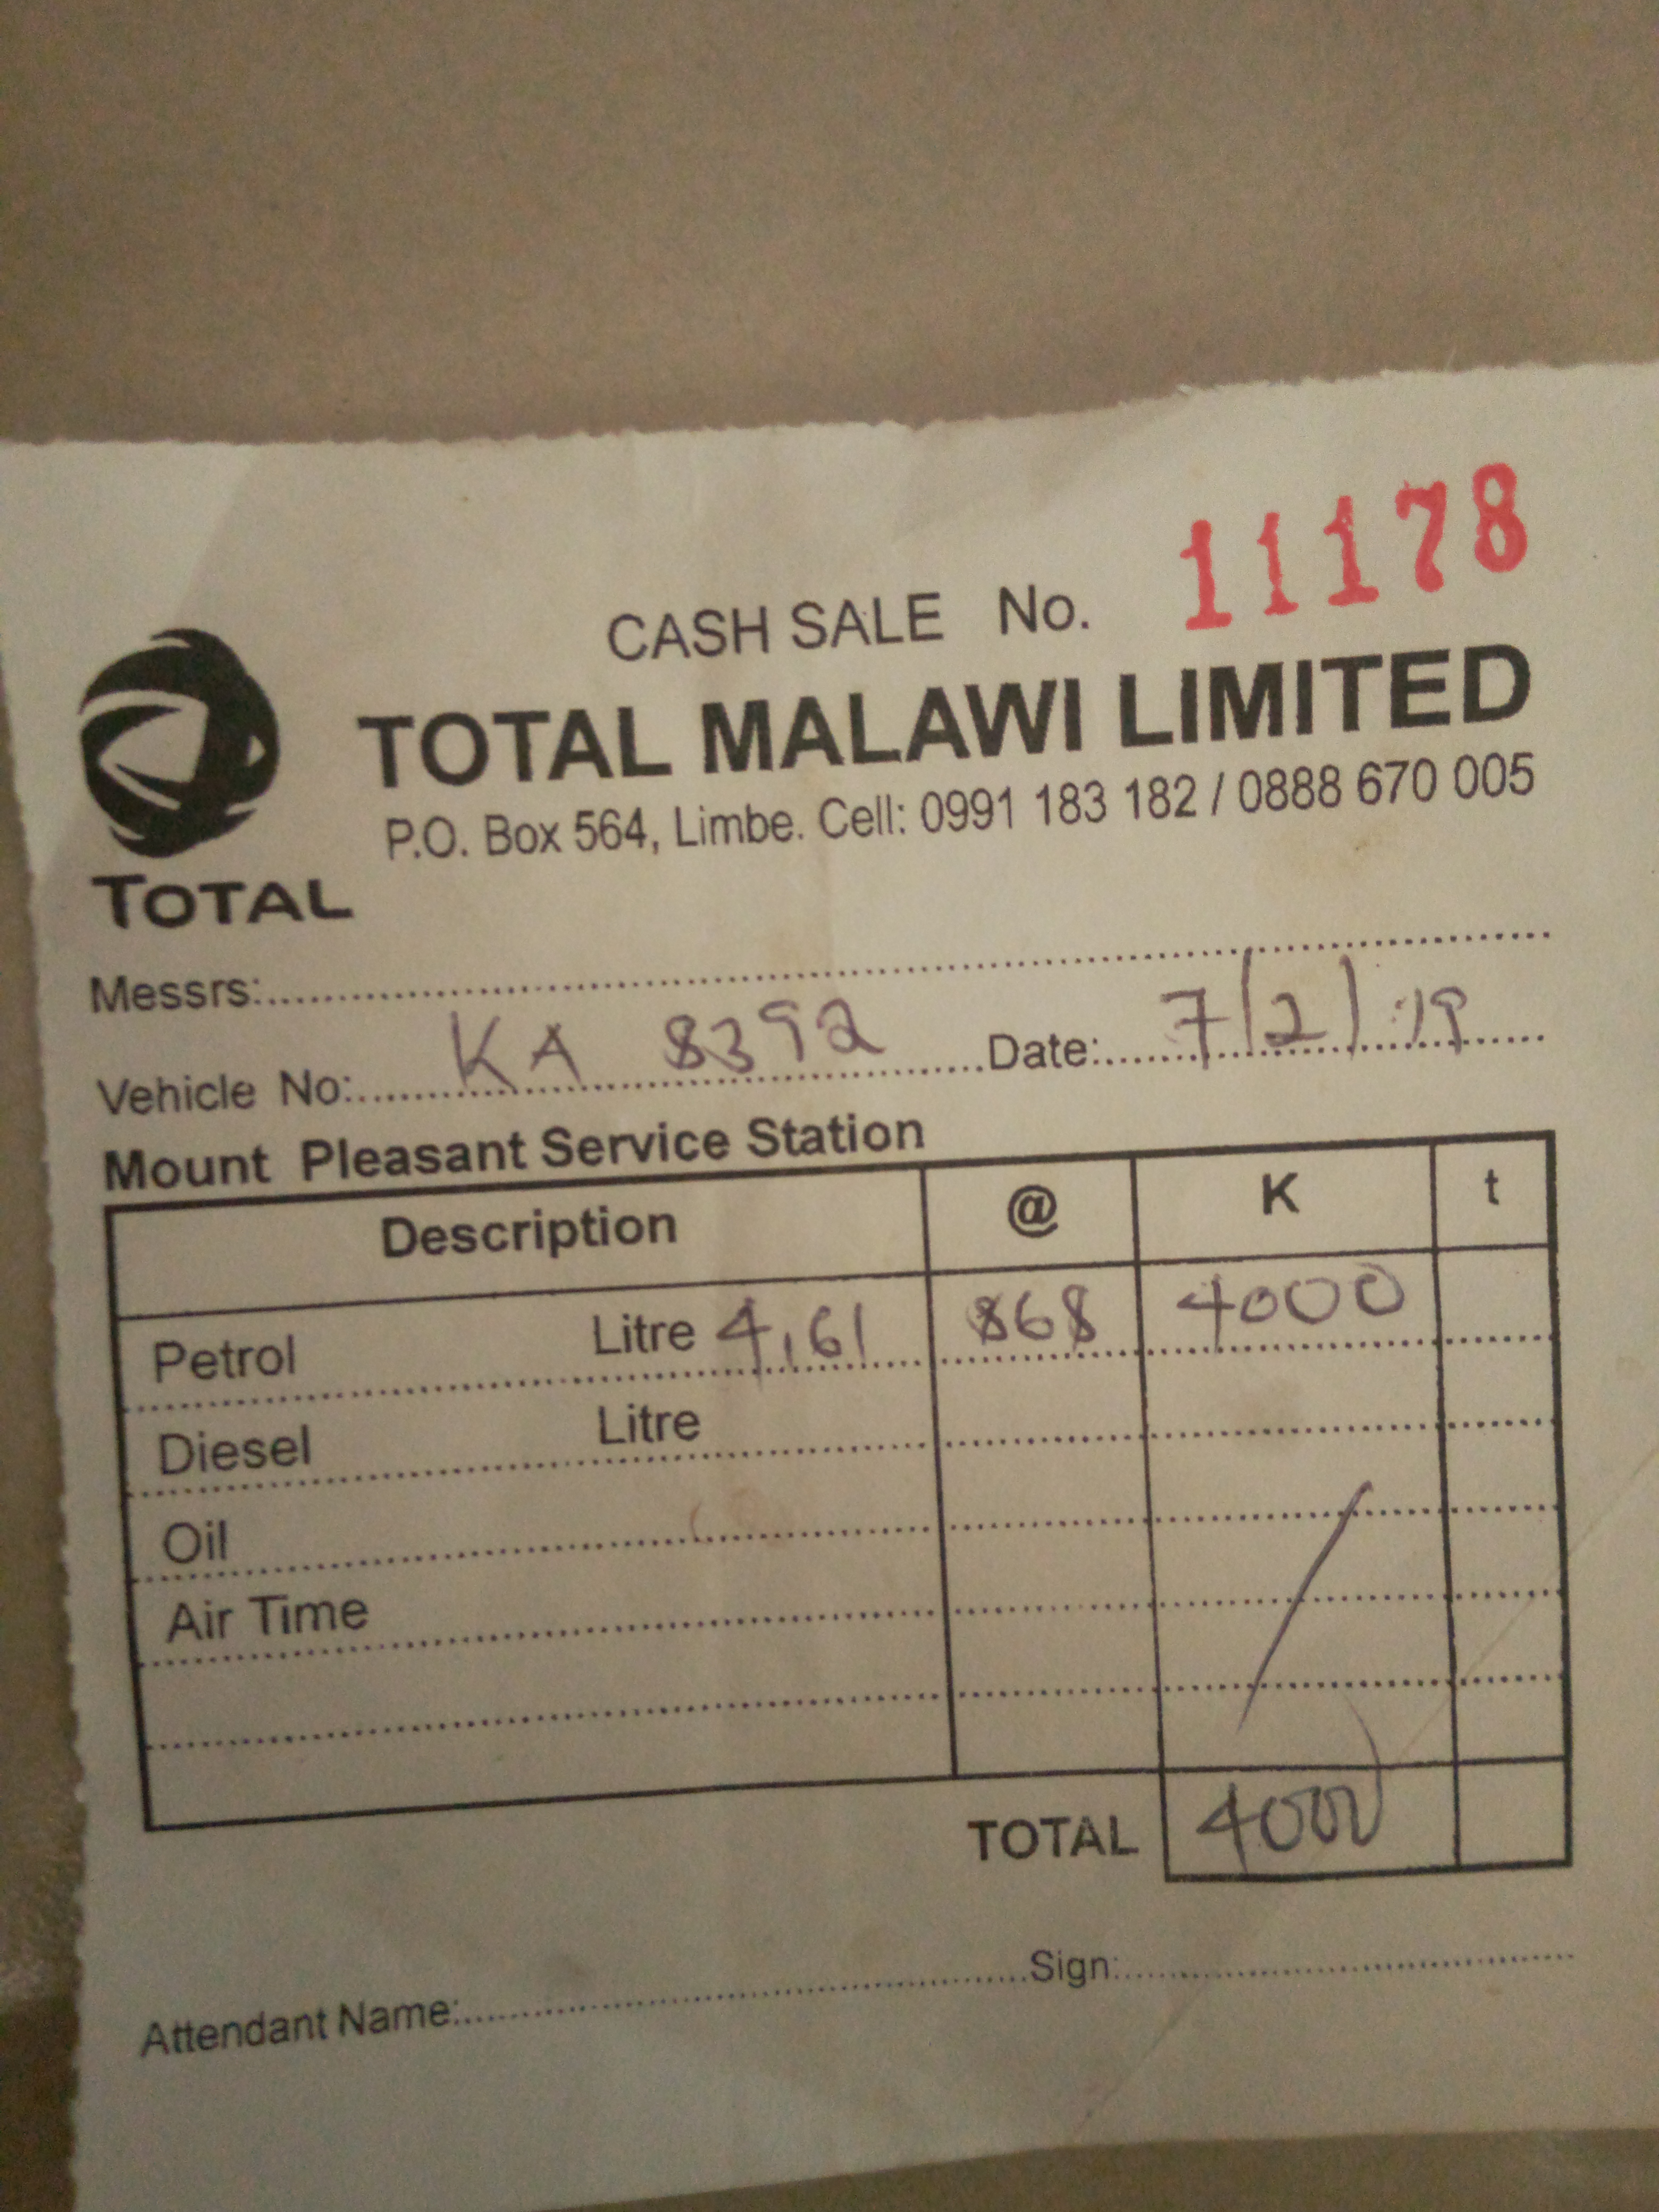 CASH SALE No. 11178
TOTAL MALAWI LIMITED
P.O. Box 564, Limbe. Cell: 0991 183 182 / 0888 670 005
TOTAL
Messrs:
Vehicle No: KA 8392 Date: 7/2/19
Mount Pleasant Service Station
Description @ K t
Petrol Litre 4,61 868 4000
Diesel Litre
Oil
Air Time
TOTAL 4000
Attendant Name: Sign: